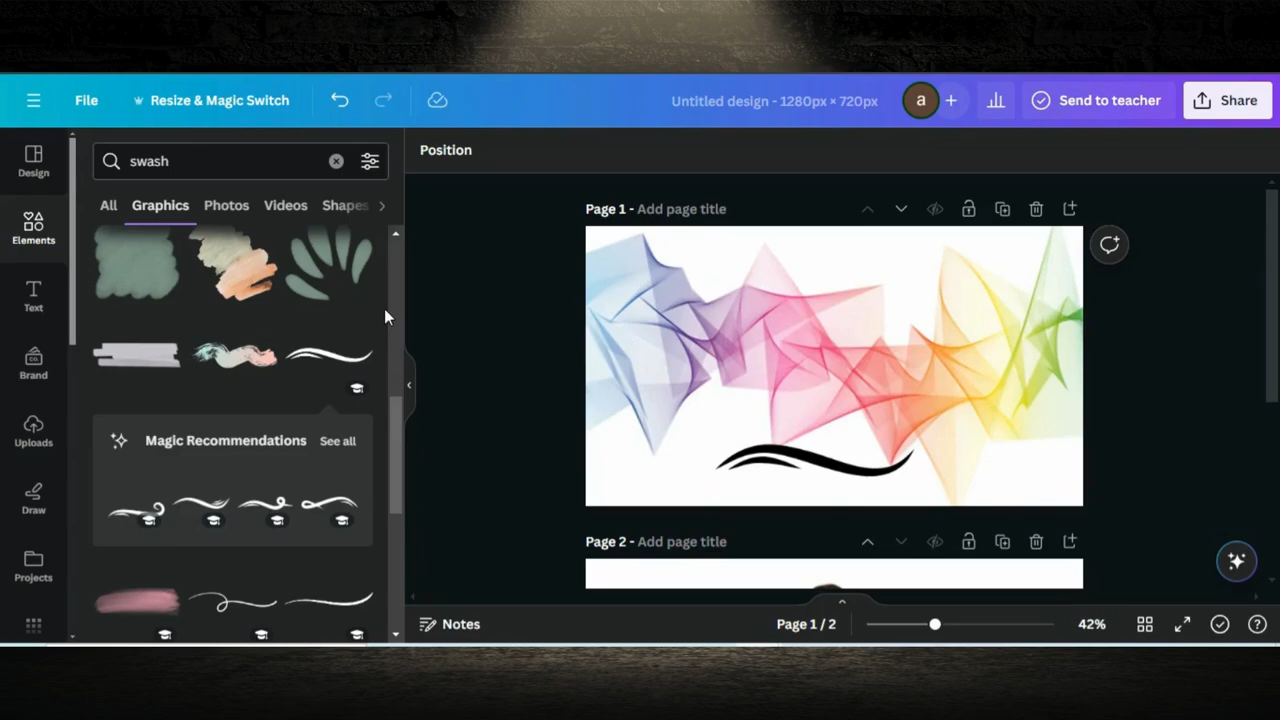 File
Resize & Magic Switch
Untitled design - 1280px × 720px
a
Send to teacher
Share
Design
Elements
Text
Brand
CO.
Uploads
Draw
Projects
swash
All Graphics Photos Videos Shapes
Magic Recommendations See all
Position
Page 1 - Add page title
Page 2 - Add page title
Notes
Page 1 / 2
42%